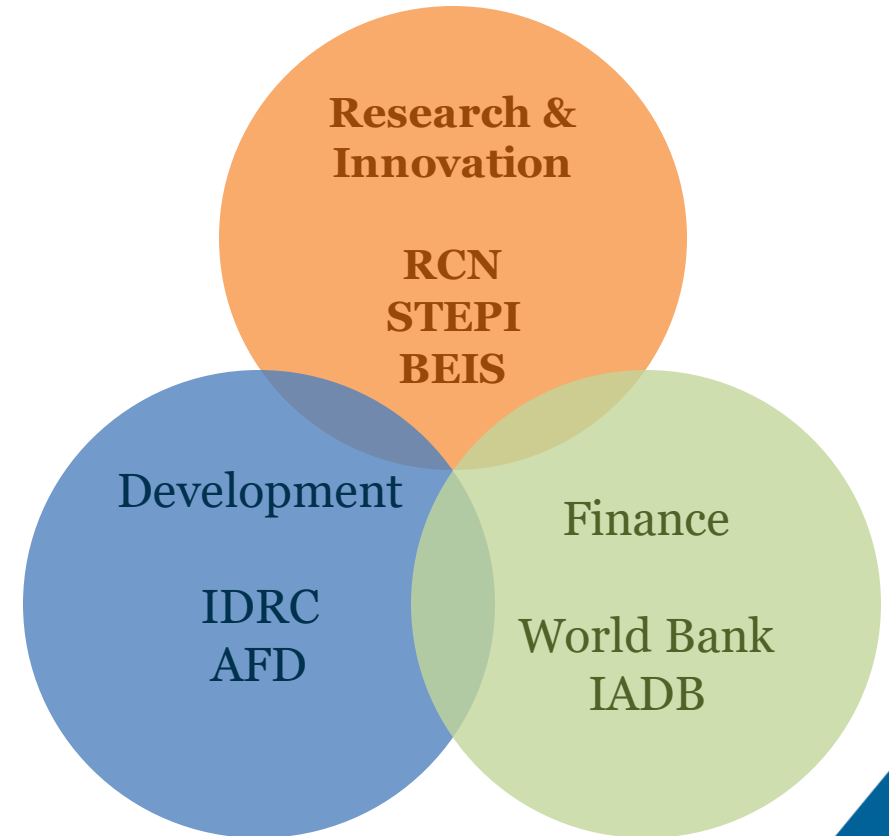 Research &
Innovation
RCN
STEPI
BEIS
Development
IDRC
AFD
Finance
World Bank
IADB